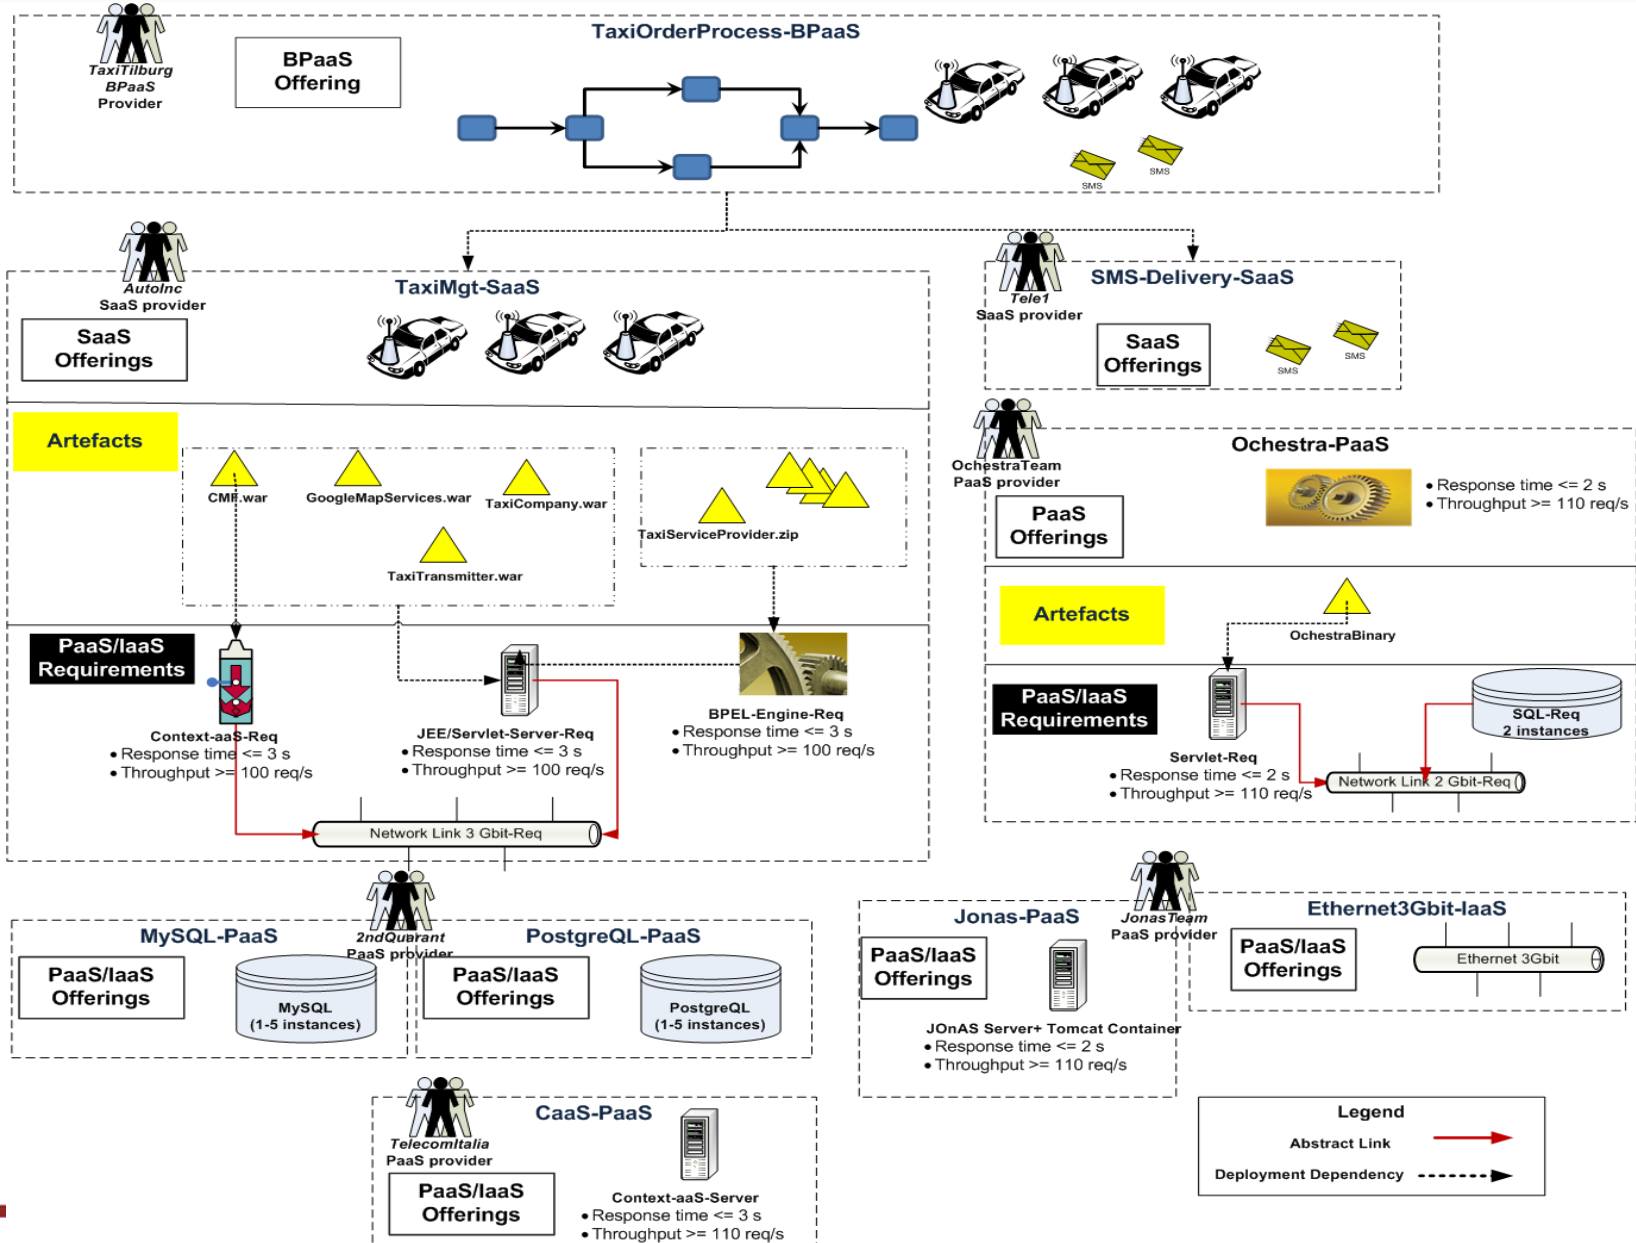 TaxiOrderProcess-BPaaS
TaxiTilburg
BPaaS
Provider
BPaaS
Offering
SMS
SMS
AutoInc
SaaS provider
TaxiMgt-SaaS
SaaS
Offerings
Tele1
SaaS provider
SMS-Delivery-SaaS
SaaS
Offerings
SMS
SMS
Artefacts
CMF.war
GoogleMapServices.war
TaxiCompany.war
TaxiTransmitter.war
TaxiServiceProvider.zip
OchestraTeam
PaaS provider
Ochestra-PaaS
PaaS
Offerings
• Response time <= 2 s
• Throughput >= 110 req/s
Artefacts
OchestraBinary
PaaS/IaaS
Requirements
Context-aaS-Req
• Response time <= 3 s
• Throughput >= 100 req/s
JEE/Servlet-Server-Req
• Response time <= 3 s
• Throughput >= 100 req/s
BPEL-Engine-Req
• Response time <= 3 s
• Throughput >= 100 req/s
Network Link 3 Gbit-Req
PaaS/IaaS
Requirements
Servlet-Req
• Response time <= 2 s
• Throughput >= 110 req/s
SQL-Req
2 instances
Network Link 2 Gbit-Req
MySQL-PaaS
PaaS/IaaS
Offerings
MySQL
(1-5 instances)
2ndQuarant
PaaS provider
PostgreQL-PaaS
PaaS/IaaS
Offerings
PostgreQL
(1-5 instances)
Jonas-PaaS
PaaS/IaaS
Offerings
JOnAS Server+ Tomcat Container
• Response time <= 2 s
• Throughput >= 110 req/s
JonasTeam
PaaS provider
Ethernet3Gbit-IaaS
PaaS/IaaS
Offerings
Ethernet 3Gbit
TelecomItalia
PaaS provider
CaaS-PaaS
PaaS/IaaS
Offerings
Context-aaS-Server
• Response time <= 3 s
• Throughput >= 110 req/s
Legend
Abstract Link
Deployment Dependency